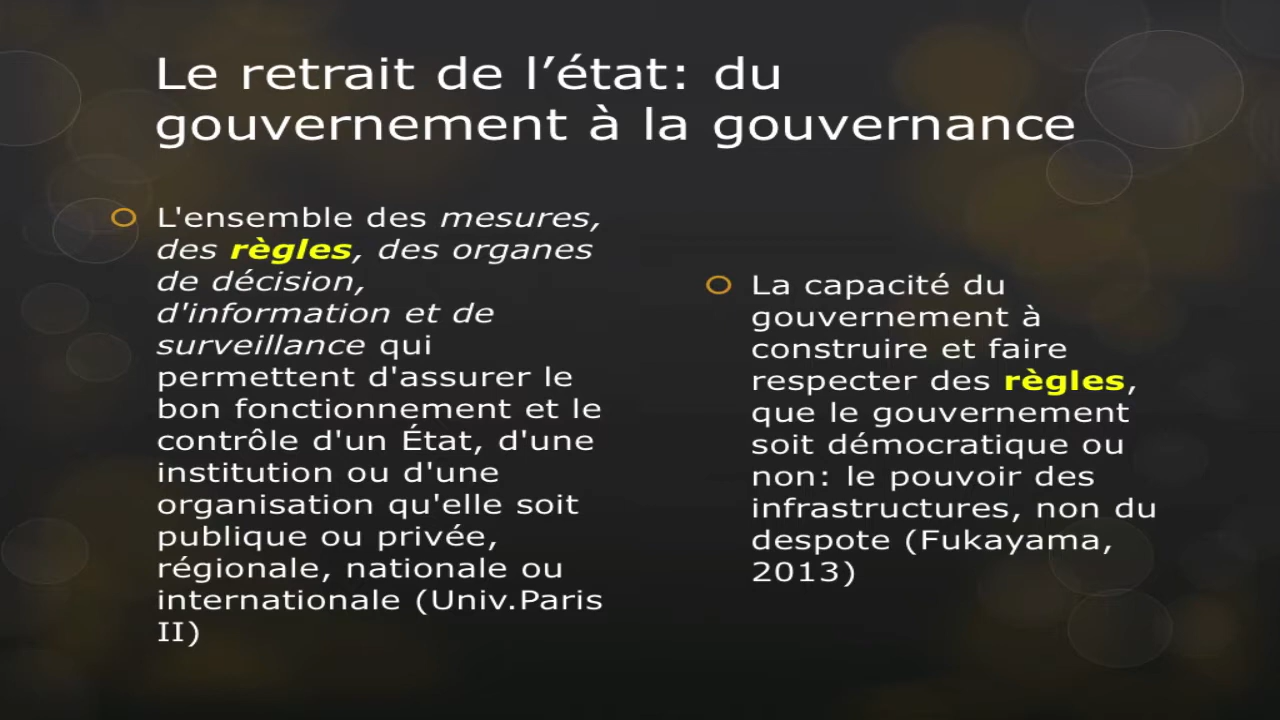 Le retrait de l’état: du
gouvernement à la gouvernance
L'ensemble des mesures,
des règles, des organes
de décision,
d'information et de
surveillance qui
permettent d'assurer le
bon fonctionnement et le
contrôle d'un État, d'une
institution ou d'une
organisation qu'elle soit
publique ou privée,
régionale, nationale ou
internationale (Univ.Paris
II)
La capacité du
gouvernement à
construire et faire
respecter des règles,
que le gouvernement
soit démocratique ou
non: le pouvoir des
infrastructures, non du
despote (Fukayama,
2013)